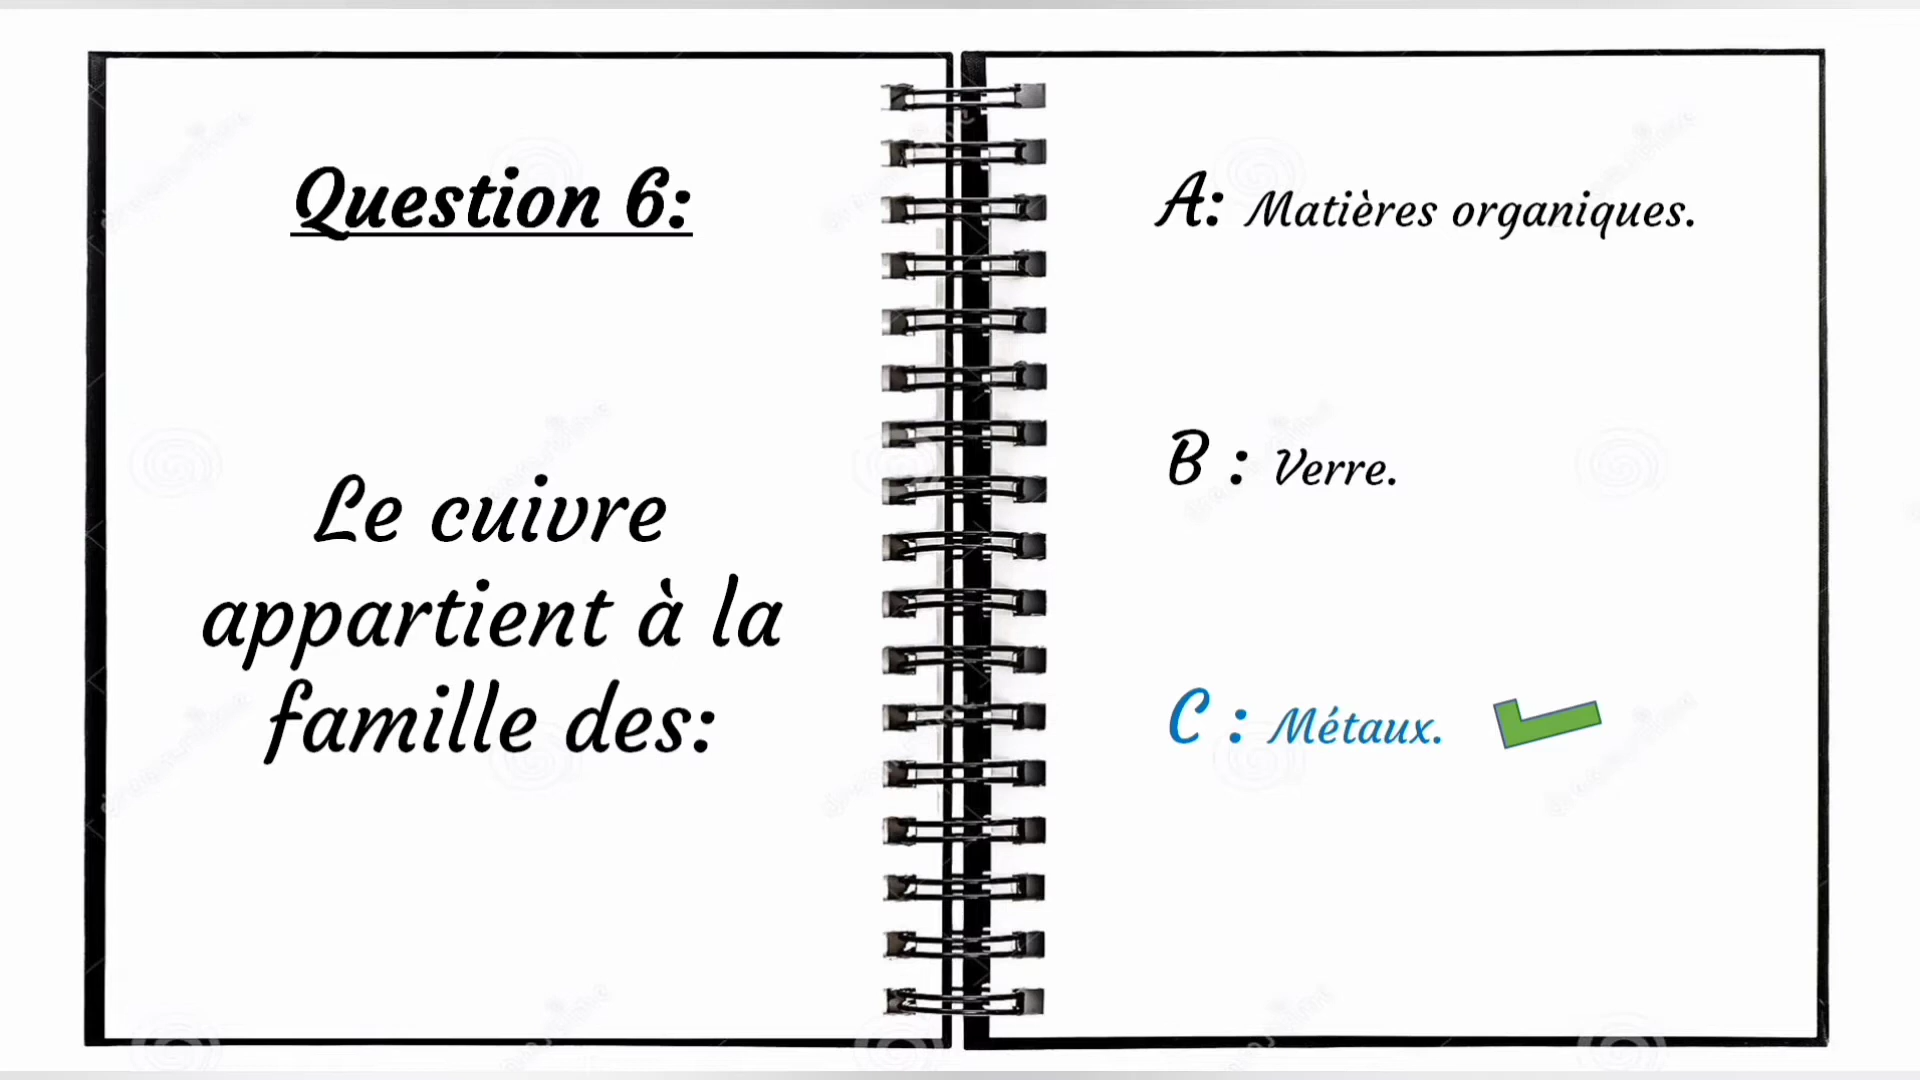 Question 6:
Le cuivre
appartient à la
famille des:
A: Matières organiques.
B : Verre.
C : Métaux.